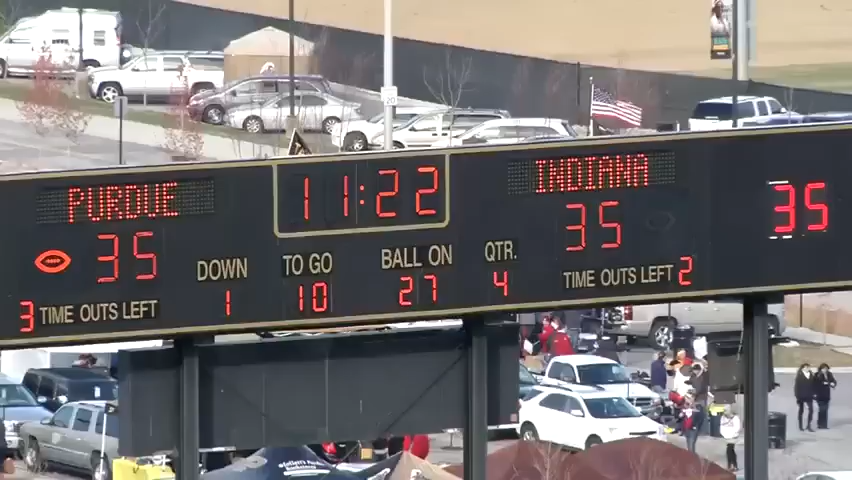 PURDUE 11:22 INDIANA
35 35 35
DOWN TO GO BALL ON QTR.
3 TIME OUTS LEFT 1 10 27 4 TIME OUTS LEFT 2